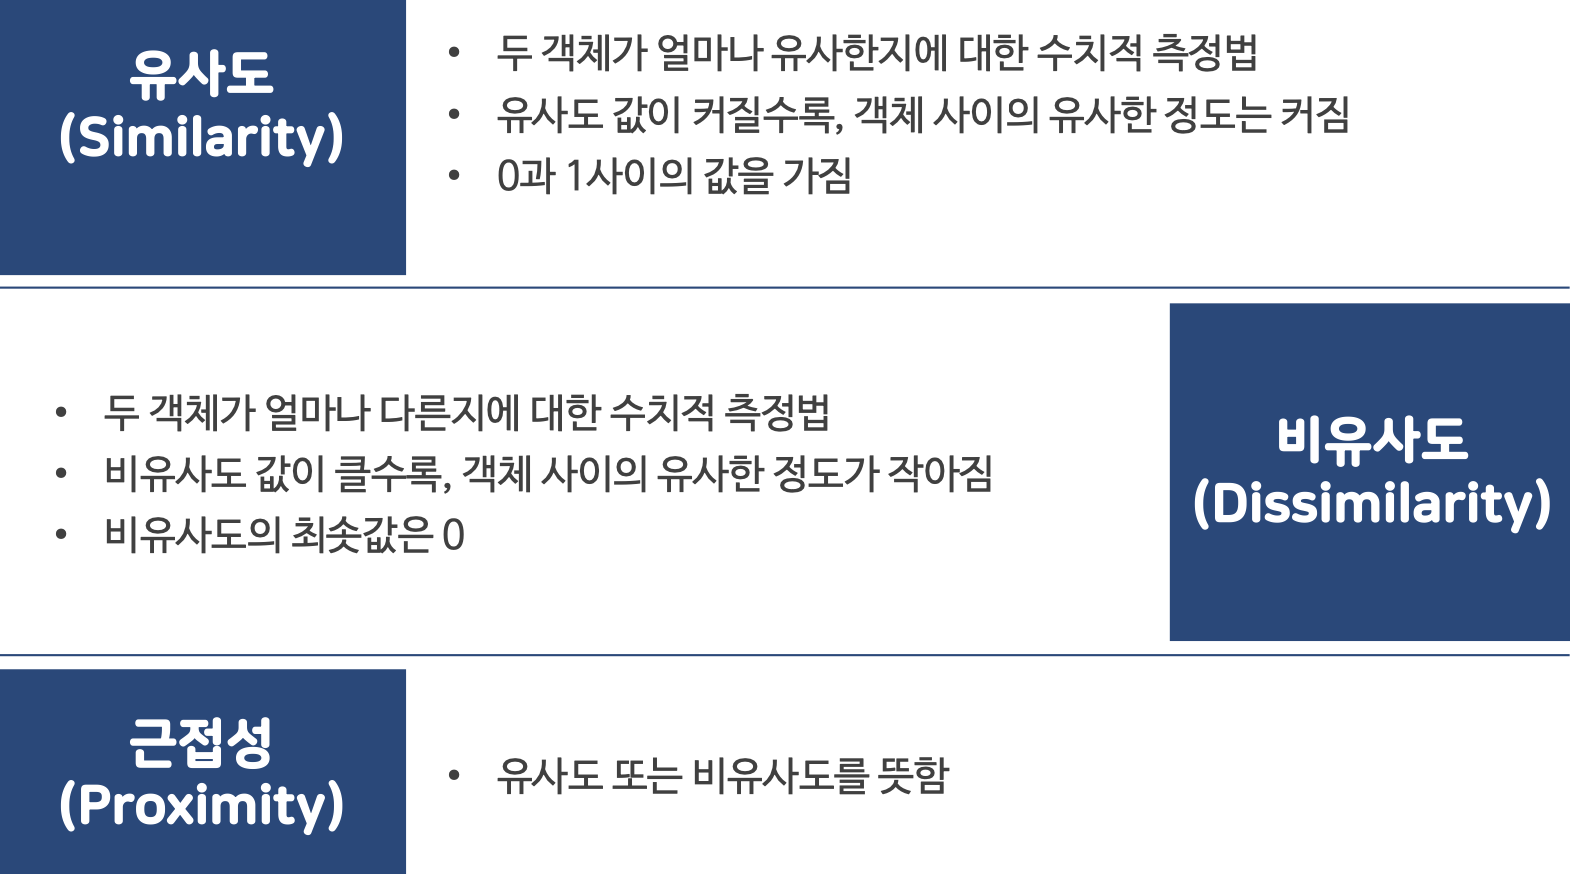 유사도
(Similarity)
• 두 객체가 얼마나 유사한지에 대한 수치적 측정법
• 유사도 값이 커질수록, 객체 사이의 유사한 정도는 커짐
• 0과 1사이의 값을 가짐
• 두 객체가 얼마나 다른지에 대한 수치적 측정법
• 비유사도 값이 클수록, 객체 사이의 유사한 정도가 작아짐
• 비유사도의 최솟값은 0
비유사도
(Dissimilarity)
근접성
(Proximity)
• 유사도 또는 비유사도를 뜻함